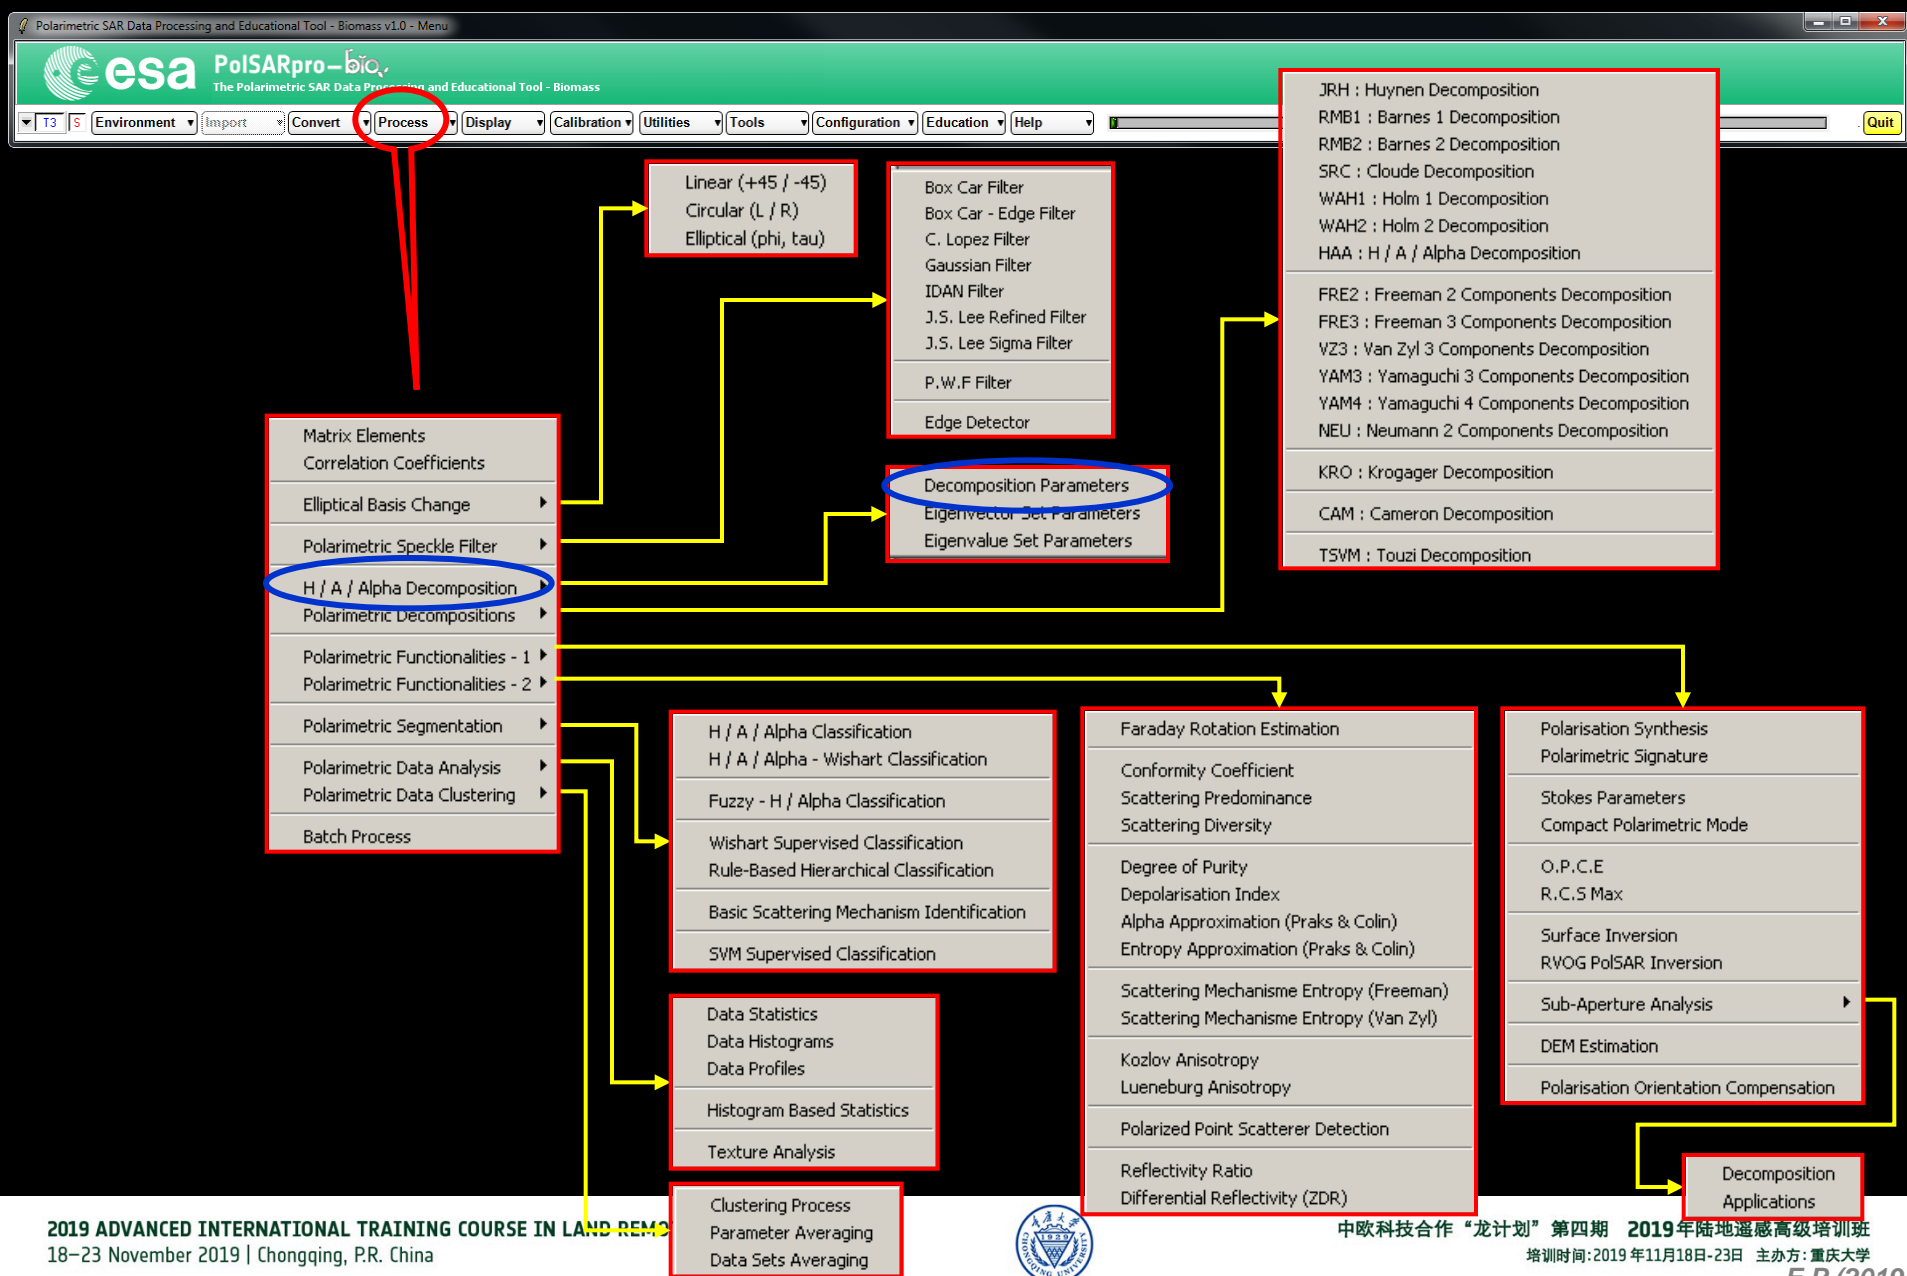 Polarimetric SAR Data Processing and Educational Tool - Biomass v1.0 - Menu
esa
PolSARpro-bio
The Polarimetric SAR Data Processing and Educational Tool - Biomass
T3 S Environment Import Convert Process Display Calibration Utilities Tools Configuration Education Help Quit
Linear (+45 / -45)
Circular (L / R)
Elliptical (phi, tau)
Box Car Filter
Box Car - Edge Filter
C. Lopez Filter
Gaussian Filter
IDAN Filter
J.S. Lee Refined Filter
J.S. Lee Sigma Filter
P.W.F Filter
Edge Detector
JRH : Huynen Decomposition
RMB1 : Barnes 1 Decomposition
RMB2 : Barnes 2 Decomposition
SRC : Cloude Decomposition
WAH1 : Holm 1 Decomposition
WAH2 : Holm 2 Decomposition
HAA : H / A / Alpha Decomposition
FRE2 : Freeman 2 Components Decomposition
FRE3 : Freeman 3 Components Decomposition
VZ3 : Van Zyl 3 Components Decomposition
YAM3 : Yamaguchi 3 Components Decomposition
YAM4 : Yamaguchi 4 Components Decomposition
NEU : Neumann 2 Components Decomposition
KRO : Krogager Decomposition
CAM : Cameron Decomposition
TSVM : Touzi Decomposition
Matrix Elements
Correlation Coefficients
Elliptical Basis Change
Polarimetric Speckle Filter
H / A / Alpha Decomposition
Polarimetric Decompositions
Polarimetric Functionalities - 1
Polarimetric Functionalities - 2
Polarimetric Segmentation
Polarimetric Data Analysis
Polarimetric Data Clustering
Batch Process
Decomposition Parameters
Eigenvector Set Parameters
Eigenvalue Set Parameters
H / A / Alpha Classification
H / A / Alpha - Wishart Classification
Fuzzy - H / Alpha Classification
Wishart Supervised Classification
Rule-Based Hierarchical Classification
Basic Scattering Mechanism Identification
SVM Supervised Classification
Data Statistics
Data Histograms
Data Profiles
Histogram Based Statistics
Texture Analysis
Clustering Process
Parameter Averaging
Data Sets Averaging
Faraday Rotation Estimation
Conformity Coefficient
Scattering Predominance
Scattering Diversity
Degree of Purity
Depolarisation Index
Alpha Approximation (Praks & Colin)
Entropy Approximation (Praks & Colin)
Scattering Mechanisme Entropy (Freeman)
Scattering Mechanisme Entropy (Van Zyl)
Kozlov Anisotropy
Lueneburg Anisotropy
Polarized Point Scatterer Detection
Reflectivity Ratio
Differential Reflectivity (ZDR)
Polarisation Synthesis
Polarimetric Signature
Stokes Parameters
Compact Polarimetric Mode
O.P.C.E
R.C.S Max
Surface Inversion
RVOG PolSAR Inversion
Sub-Aperture Analysis
DEM Estimation
Polarisation Orientation Compensation
Decomposition
Applications
2019 ADVANCED INTERNATIONAL TRAINING COURSE IN LAND REMO
18–23 November 2019 | Chongqing, P.R. China
1929
中欧科技合作“龙计划”第四期 2019年陆地遥感高级培训班
培训时间:2019年11月18日-23日 主办方:重庆大学